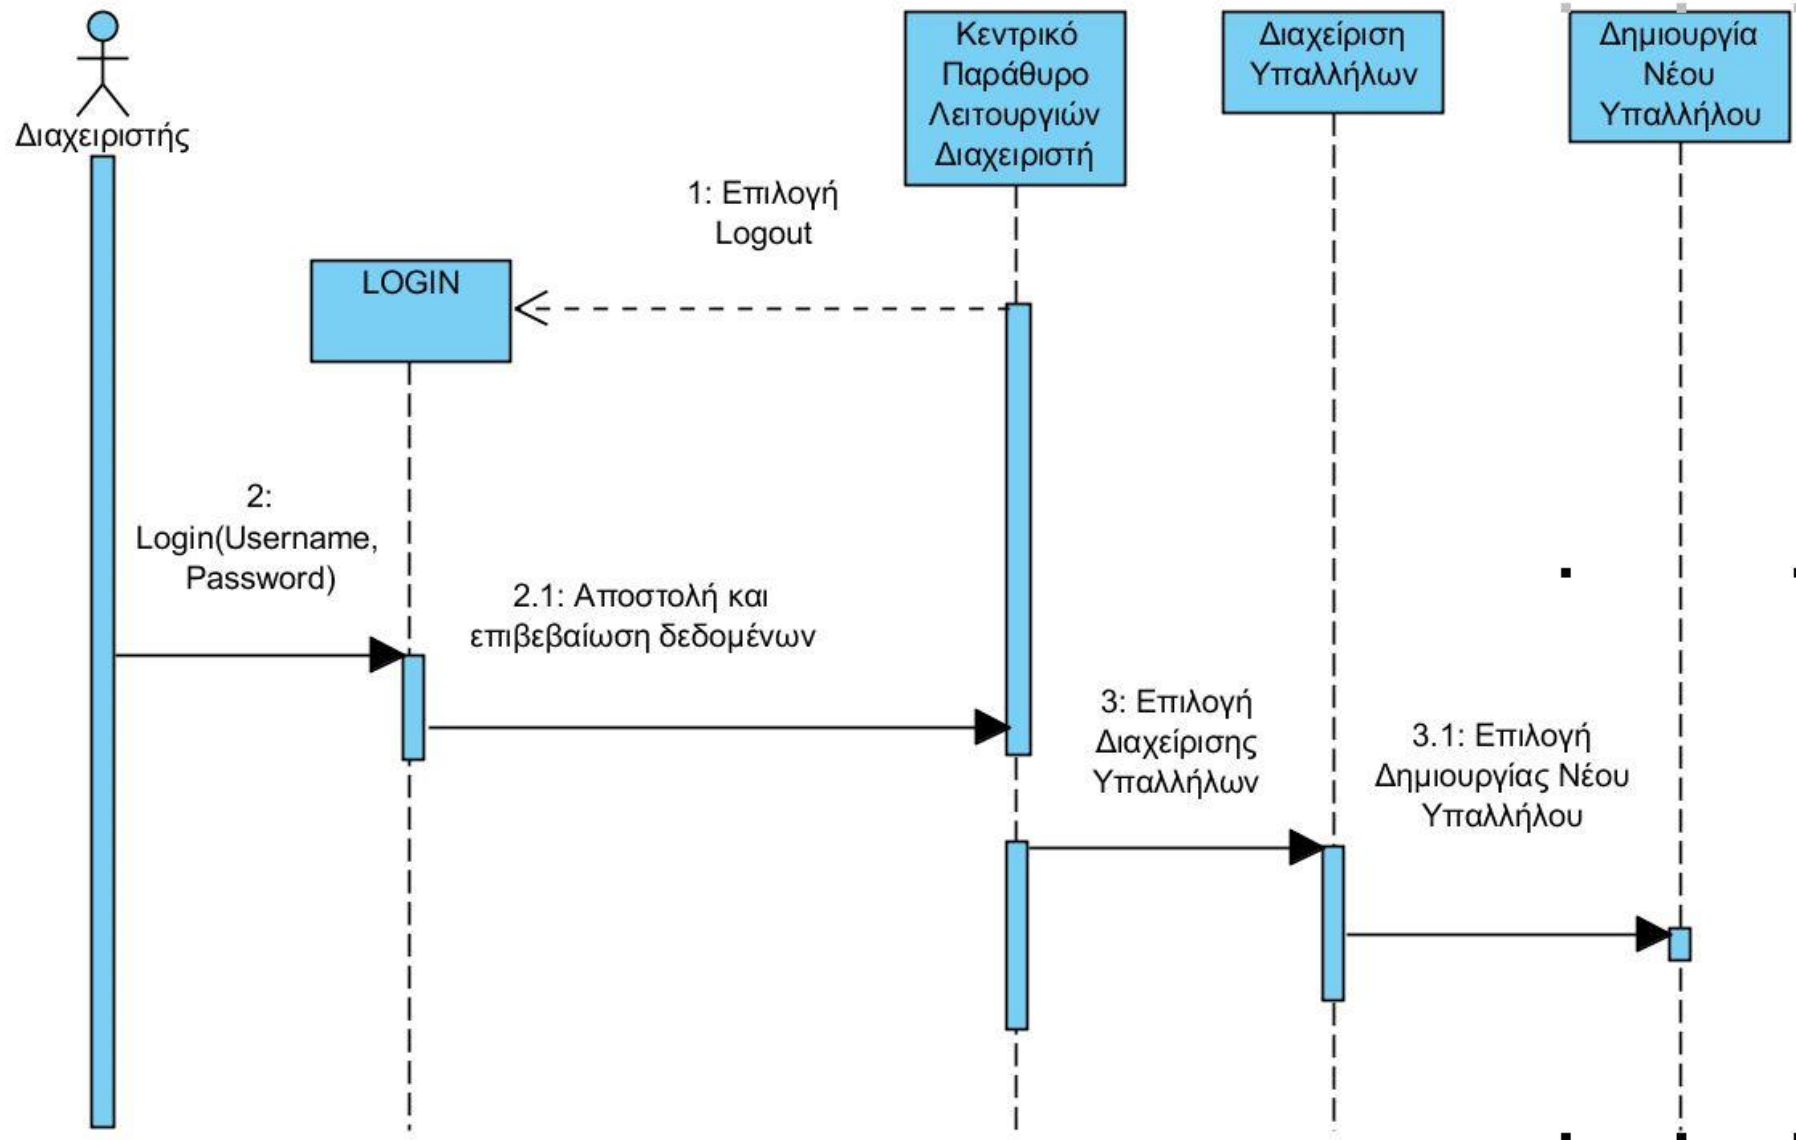 Διαχειριστής
Κεντρικό
Παράθυρο
Λειτουργιών
Διαχειριστή
Διαχείριση
Υπαλλήλων
Δημιουργία
Νέου
Υπαλλήλου
1: Επιλογή
Logout
LOGIN
2:
Login(Username,
Password)
2.1: Αποστολή και
επιβεβαίωση δεδομένων
3: Επιλογή
Διαχείρισης
Υπαλλήλων
3.1: Επιλογή
Δημιουργίας Νέου
Υπαλλήλου